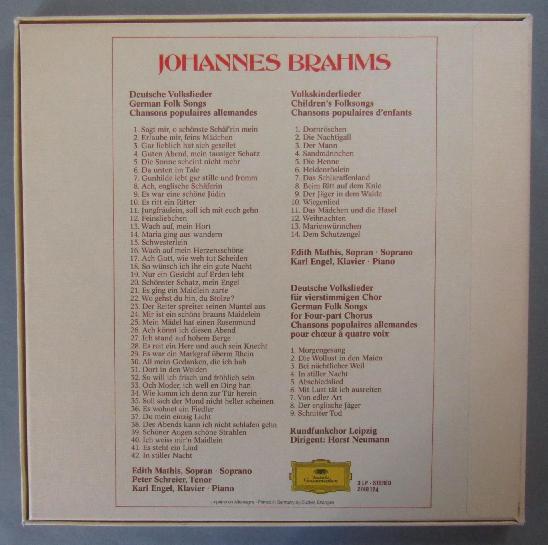 JOHANNES BRAHMS
Deutsche Volkslieder
German Folk Songs
Chansons populaires allemandes
1. Sagt mir, o schönste Schäf'rin mein
2. Erlaube mir, feins Mädchen
3. Gar lieblich hat sich gesellet
4. Guten Abend, mein tausiger Schatz
5. Die Sonne scheint nicht mehr
6. Da unten im Tale
7. Gunhilde lebt gar stille und fromm
8. Ach, englische Schäferin
9. Es war eine schöne Jüdin
10. Es ritt ein Ritter
11. Jungfräulein, soll ich mit euch gehn
12. Feinsliebchen
13. Wach auf, mein Hort
14. Maria ging aus wandern
15. Schwesterlein
16. Wach auf mein Herzensschöne
17. Ach Gott, wie weh tut Scheiden
18. So wünsch ich ihr ein gute Nacht
19. Nur ein Gesicht auf Erden lebt
20. Schönster Schatz, mein Engel
21. Es ging ein Maidlein zarte
22. Wo gehst du hin, du Stolze?
23. Der Reiter spreitet seinen Mantel aus
24. Mir ist ein schöns brauns Maidelein
25. Mein Mädel hat einen Rosenmund
26. Ach könnt ich diesen Abend
27. Ich stand auf hohem Berge
28. Es reit ein Herr und auch sein Knecht
29. Es war ein Markgraf überm Rhein
30. All mein Gedanken, die ich hab
31. Dort in den Weiden
32. So will ich frisch und fröhlich sein
33. Och Moder, ich well en Ding han
34. Wie komm ich denn zur Tür herein
35. Soll sich der Mond nicht heller scheinen
36. Es wohnet ein Fiedler
37. Du mein einzig Licht
38. Des Abends kann ich nicht schlafen gehn
39. Schöner Augen schöne Strahlen
40. Ich weiss mir'n Maidlein
41. Es steht ein Lind
42. In stiller Nacht
Edith Mathis, Sopran · Soprano
Peter Schreier, Tenor
Karl Engel, Klavier · Piano
Volkskinderlieder
Children's Folksongs
Chansons populaires d'enfants
1. Dornröschen
2. Die Nachtigall
3. Der Mann
4. Sandmännchen
5. Die Henne
6. Heidenröslein
7. Das Schlaraffenland
8. Beim Ritt auf dem Knie
9. Der Jäger in dem Walde
10. Wiegenlied
11. Das Mädchen und die Hasel
12. Weihnachten
13. Marienwürmchen
14. Dem Schutzengel
Edith Mathis, Sopran · Soprano
Karl Engel, Klavier · Piano
Deutsche Volkslieder
für vierstimmigen Chor
German Folk Songs
for Four-part Chorus
Chansons populaires allemandes
pour chœur à quatre voix
1. Morgengesang
2. Die Wollust in den Maien
3. Bei nächtlicher Weil
4. In stiller Nacht
5. Abschiedslied
6. Mit Lust tät ich ausreiten
7. Von edler Art
8. Der englische Jäger
9. Schnitter Tod
Rundfunkchor Leipzig
Dirigent: Horst Neumann
Deutsche
Grammophon
3 LP · STEREO
Printed in Germany by